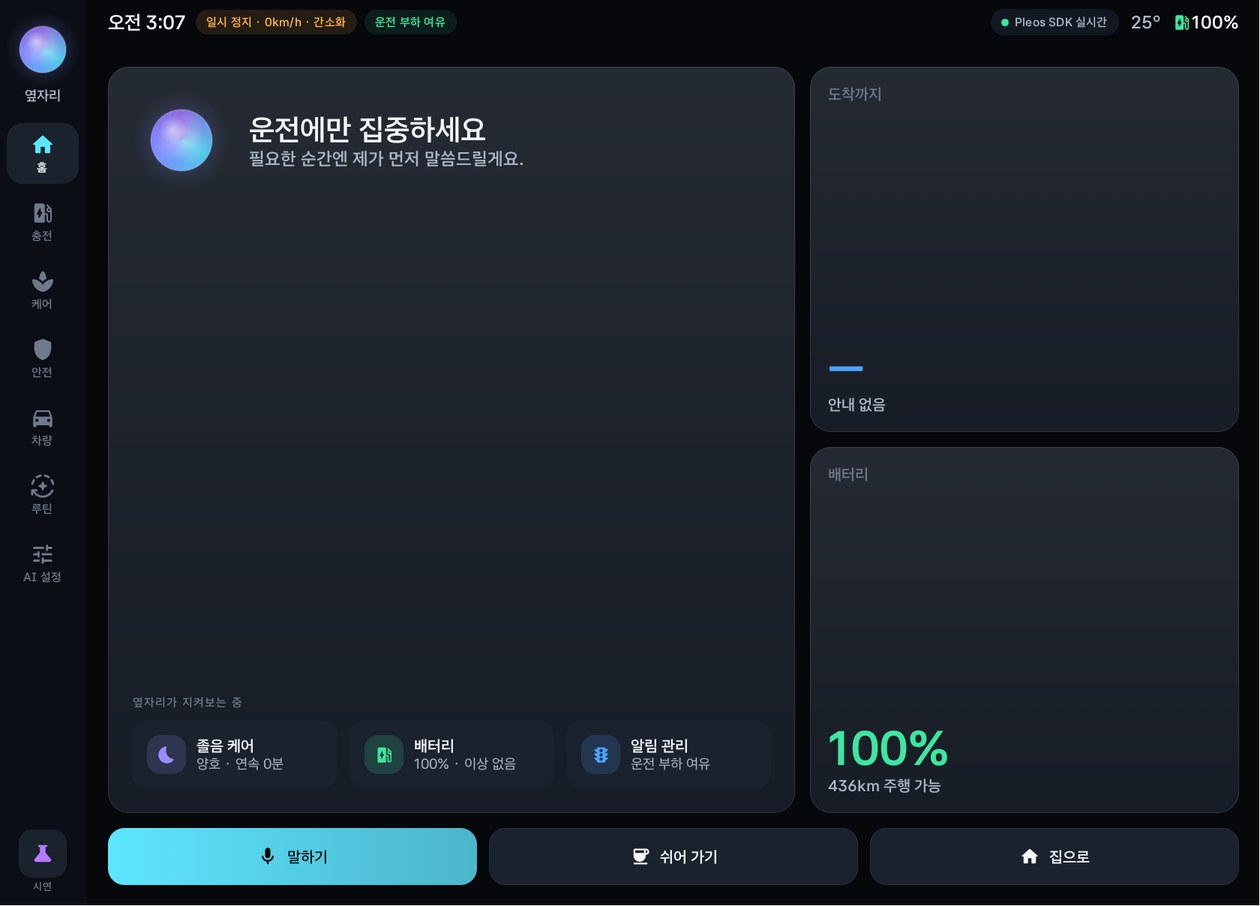 옆자리
홈
충전
케어
안전
차량
루틴
AI 설정
시연
오전 3:07
일시 정지 · 0km/h · 간소화
운전 부하 여유
Pleos SDK 실시간
25°
100%
운전에만 집중하세요
필요한 순간엔 제가 먼저 말씀드릴게요.
옆자리가 지켜보는 중
졸음 케어
양호 · 연속 0분
배터리
100% · 이상 없음
알림 관리
운전 부하 여유
도착까지
—
안내 없음
배터리
100%
436km 주행 가능
말하기
쉬어 가기
집으로